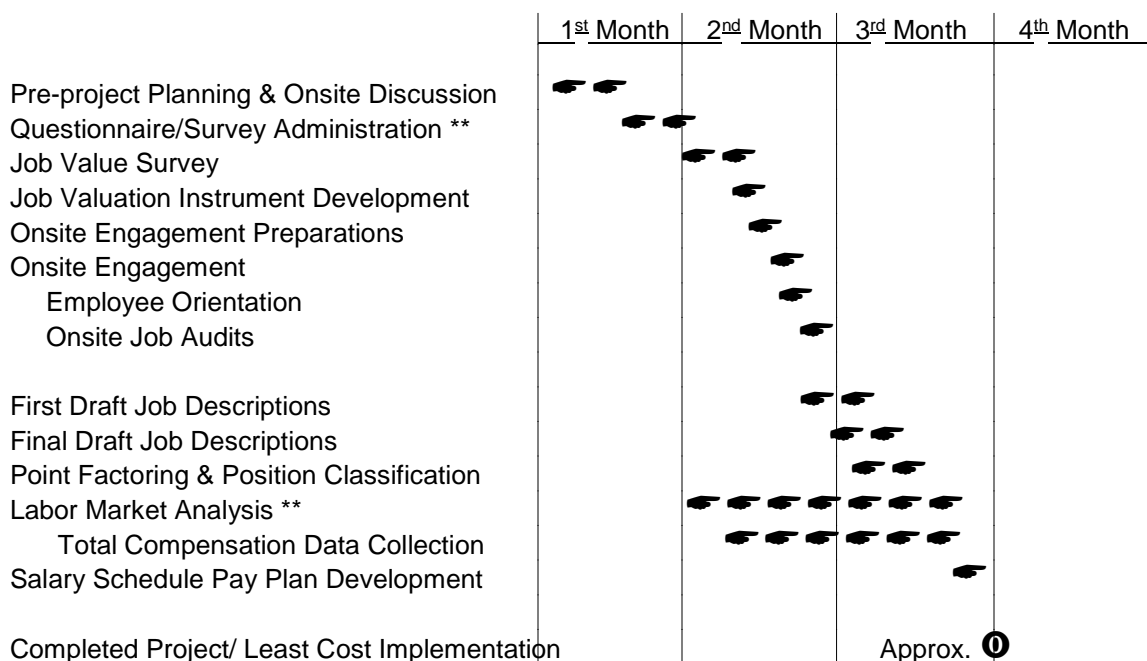 1st Month 2nd Month 3rd Month 4th Month
Pre-project Planning & Onsite Discussion
Questionnaire/Survey Administration **
Job Value Survey
Job Valuation Instrument Development
Onsite Engagement Preparations
Onsite Engagement
Employee Orientation
Onsite Job Audits
First Draft Job Descriptions
Final Draft Job Descriptions
Point Factoring & Position Classification
Labor Market Analysis **
Total Compensation Data Collection
Salary Schedule Pay Plan Development
Completed Project/ Least Cost Implementation Approx. ⓿